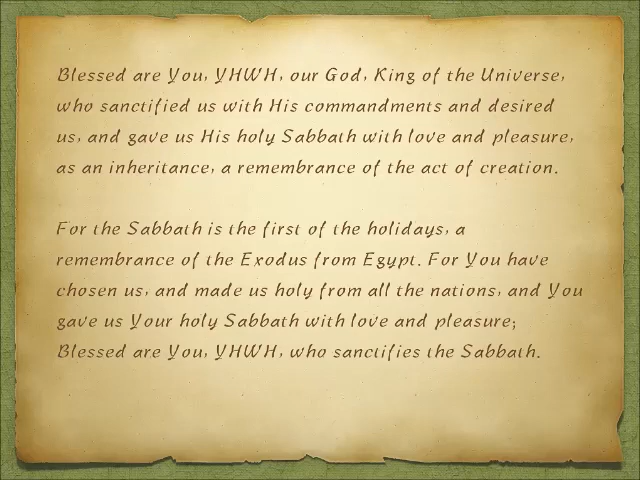 Blessed are You, YHWH, our God, King of the Universe,
who sanctified us with His commandments and desired
us, and gave us His holy Sabbath with love and pleasure,
as an inheritance, a remembrance of the act of creation.
For the Sabbath is the first of the holidays, a
remembrance of the Exodus from Egypt. For You have
chosen us, and made us holy from all the nations, and You
gave us Your holy Sabbath with love and pleasure;
Blessed are You, YHWH, who sanctifies the Sabbath.